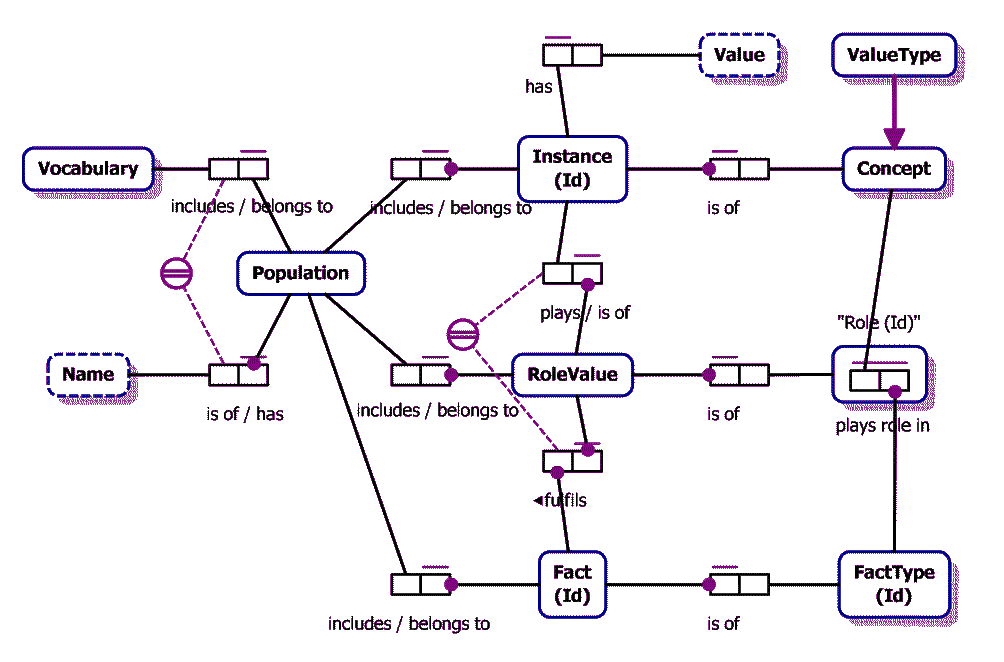 Value
ValueType
has
Vocabulary
Instance
(Id)
Concept
includes / belongs to
includes / belongs to
is of
Population
plays / is of
"Role (Id)"
Name
RoleValue
is of / has
includes / belongs to
is of
plays role in
◄fulfils
Fact
(Id)
FactType
(Id)
includes / belongs to
is of